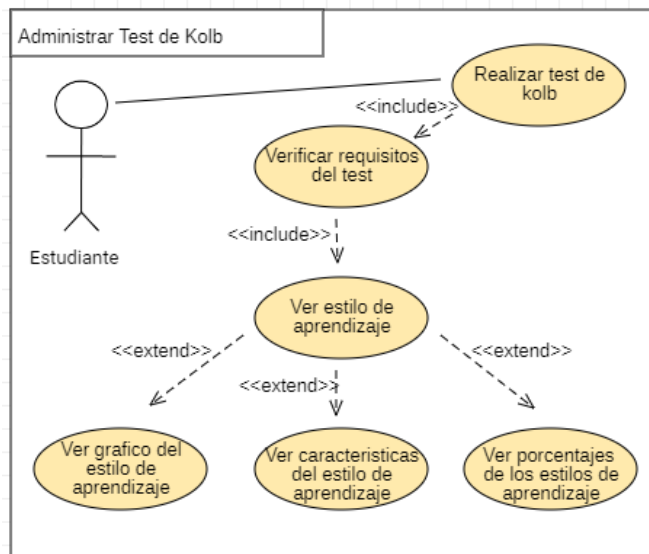 Administrar Test de Kolb
Realizar test de
kolb
<<include>>
Verificar requisitos
del test
<<include>>
Estudiante
Ver estilo de
aprendizaje
<<extend>>
<<extend>>
<<extend>>
Ver grafico del
estilo de
aprendizaje
Ver caracteristicas
del estilo de
aprendizaje
Ver porcentajes
de los estilos de
aprendizaje